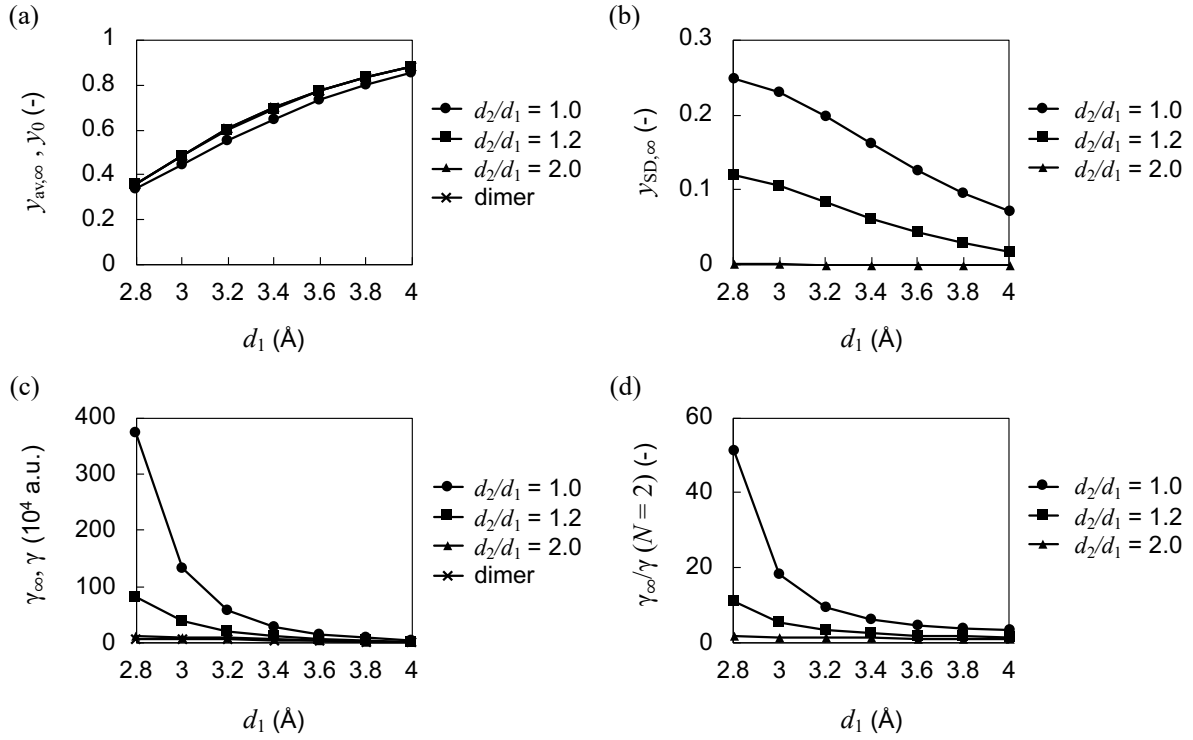 (a)
1
0.8
0.6
0.4
0.2
0
y_av,∞, y_0 (-)
2.8 3 3.2 3.4 3.6 3.8 4
d_1 (Å)
d_2/d_1 = 1.0
d_2/d_1 = 1.2
d_2/d_1 = 2.0
dimer
(b)
0.3
0.2
0.1
0
y_SD,∞ (-)
2.8 3 3.2 3.4 3.6 3.8 4
d_1 (Å)
d_2/d_1 = 1.0
d_2/d_1 = 1.2
d_2/d_1 = 2.0
(c)
400
300
200
100
0
γ_∞, γ (10^4 a.u.)
2.8 3 3.2 3.4 3.6 3.8 4
d_1 (Å)
d_2/d_1 = 1.0
d_2/d_1 = 1.2
d_2/d_1 = 2.0
dimer
(d)
60
40
20
0
γ_∞/γ (N = 2) (-)
2.8 3 3.2 3.4 3.6 3.8 4
d_1 (Å)
d_2/d_1 = 1.0
d_2/d_1 = 1.2
d_2/d_1 = 2.0